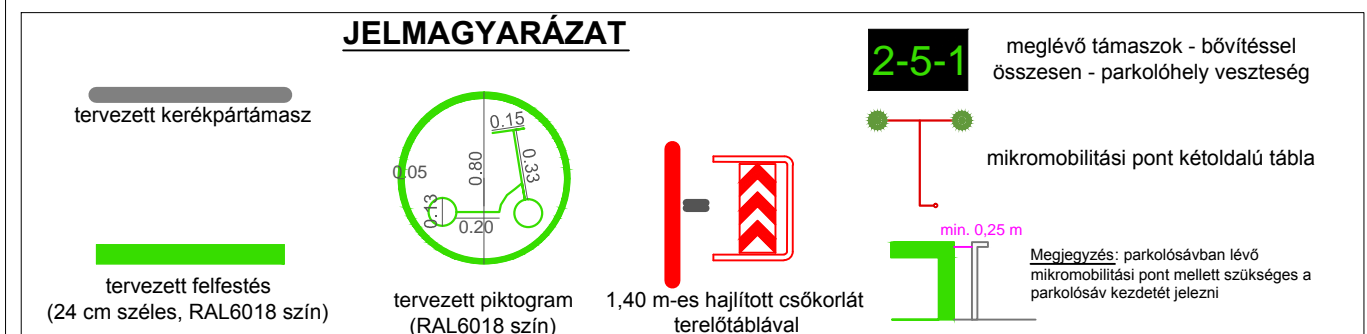 JELMAGYARÁZAT
tervezett kerékpártámasz
tervezett felfestés
(24 cm széles, RAL6018 szín)
0.15
0.80
0.33
0.05
0.13
0.20
tervezett piktogram
(RAL6018 szín)
1,40 m-es hajlított csőkorlát
terelőtáblával
2-5-1
meglévő támaszok - bővítéssel
összesen - parkolóhely veszteség
mikromobilitási pont kétoldalú tábla
min. 0,25 m
Megjegyzés: parkolósávban lévő
mikromobilitási pont mellett szükséges a
parkolósáv kezdetét jelezni